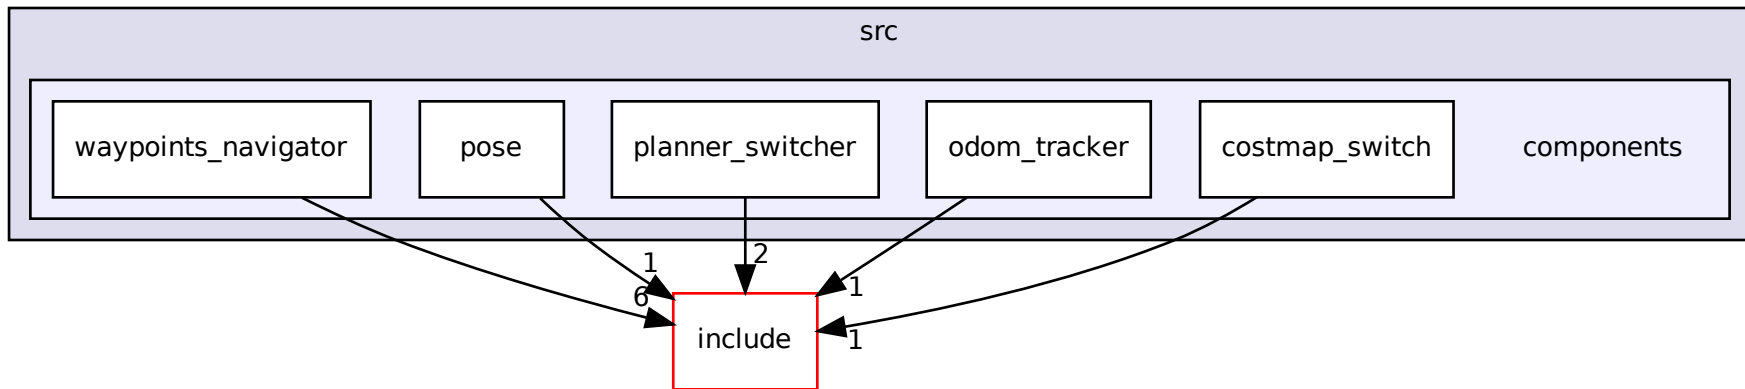 src
waypoints_navigator
pose
planner_switcher
odom_tracker
costmap_switch
components
1
2
6
1
1
include